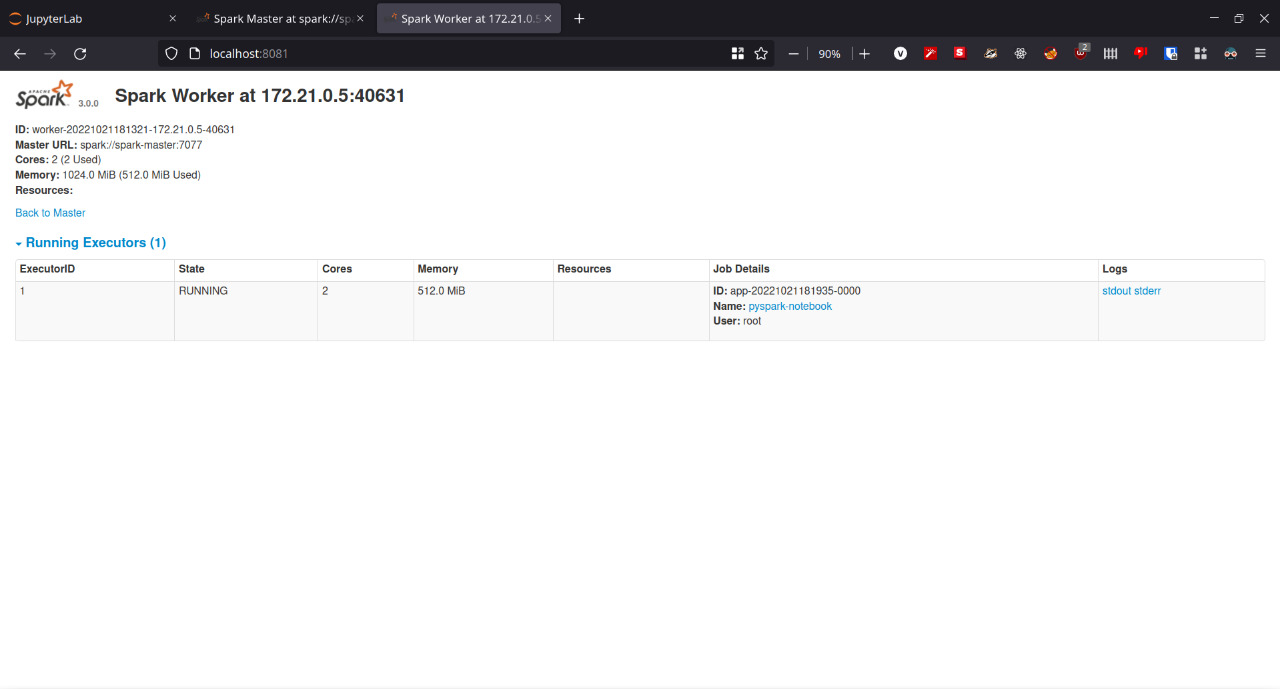 JupyterLab
Spark Master at spark://sp
Spark Worker at 172.21.0.5
localhost:8081
90%
V
S
2
APACHE
Spark 3.0.0
Spark Worker at 172.21.0.5:40631
ID: worker-20221021181321-172.21.0.5-40631
Master URL: spark://spark-master:7077
Cores: 2 (2 Used)
Memory: 1024.0 MiB (512.0 MiB Used)
Resources:
Back to Master
Running Executors (1)
ExecutorID State Cores Memory Resources Job Details Logs
1 RUNNING 2 512.0 MiB ID: app-20221021181935-0000 stdout stderr
Name: pyspark-notebook
User: root